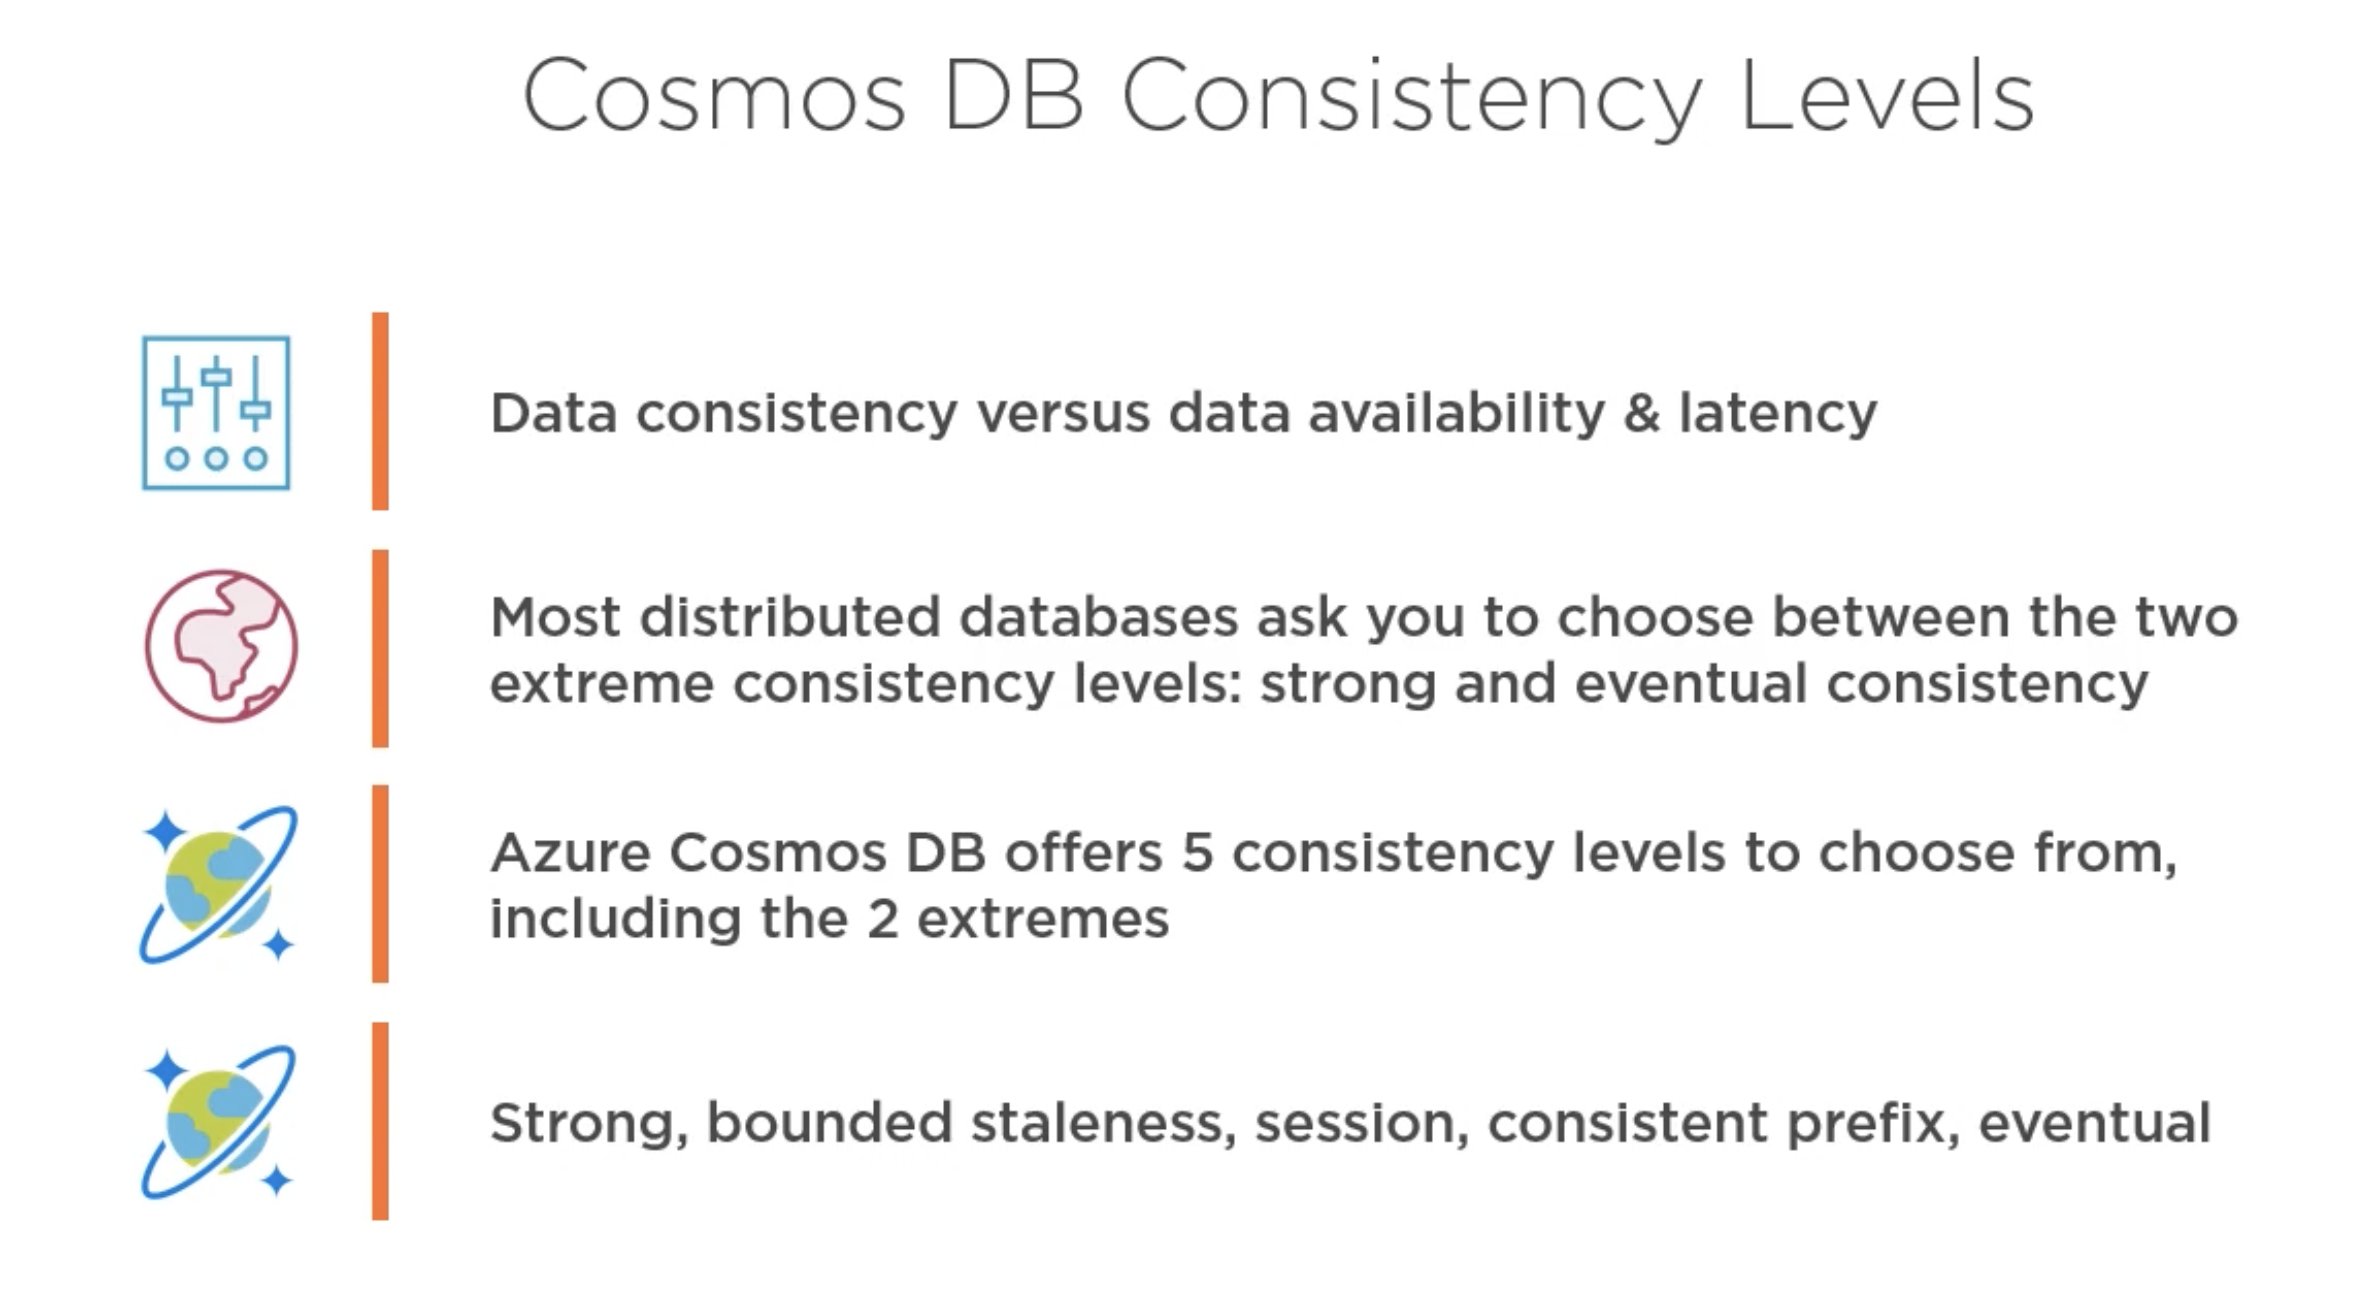 Cosmos DB Consistency Levels
Data consistency versus data availability & latency
Most distributed databases ask you to choose between the two
extreme consistency levels: strong and eventual consistency
Azure Cosmos DB offers 5 consistency levels to choose from,
including the 2 extremes
Strong, bounded staleness, session, consistent prefix, eventual